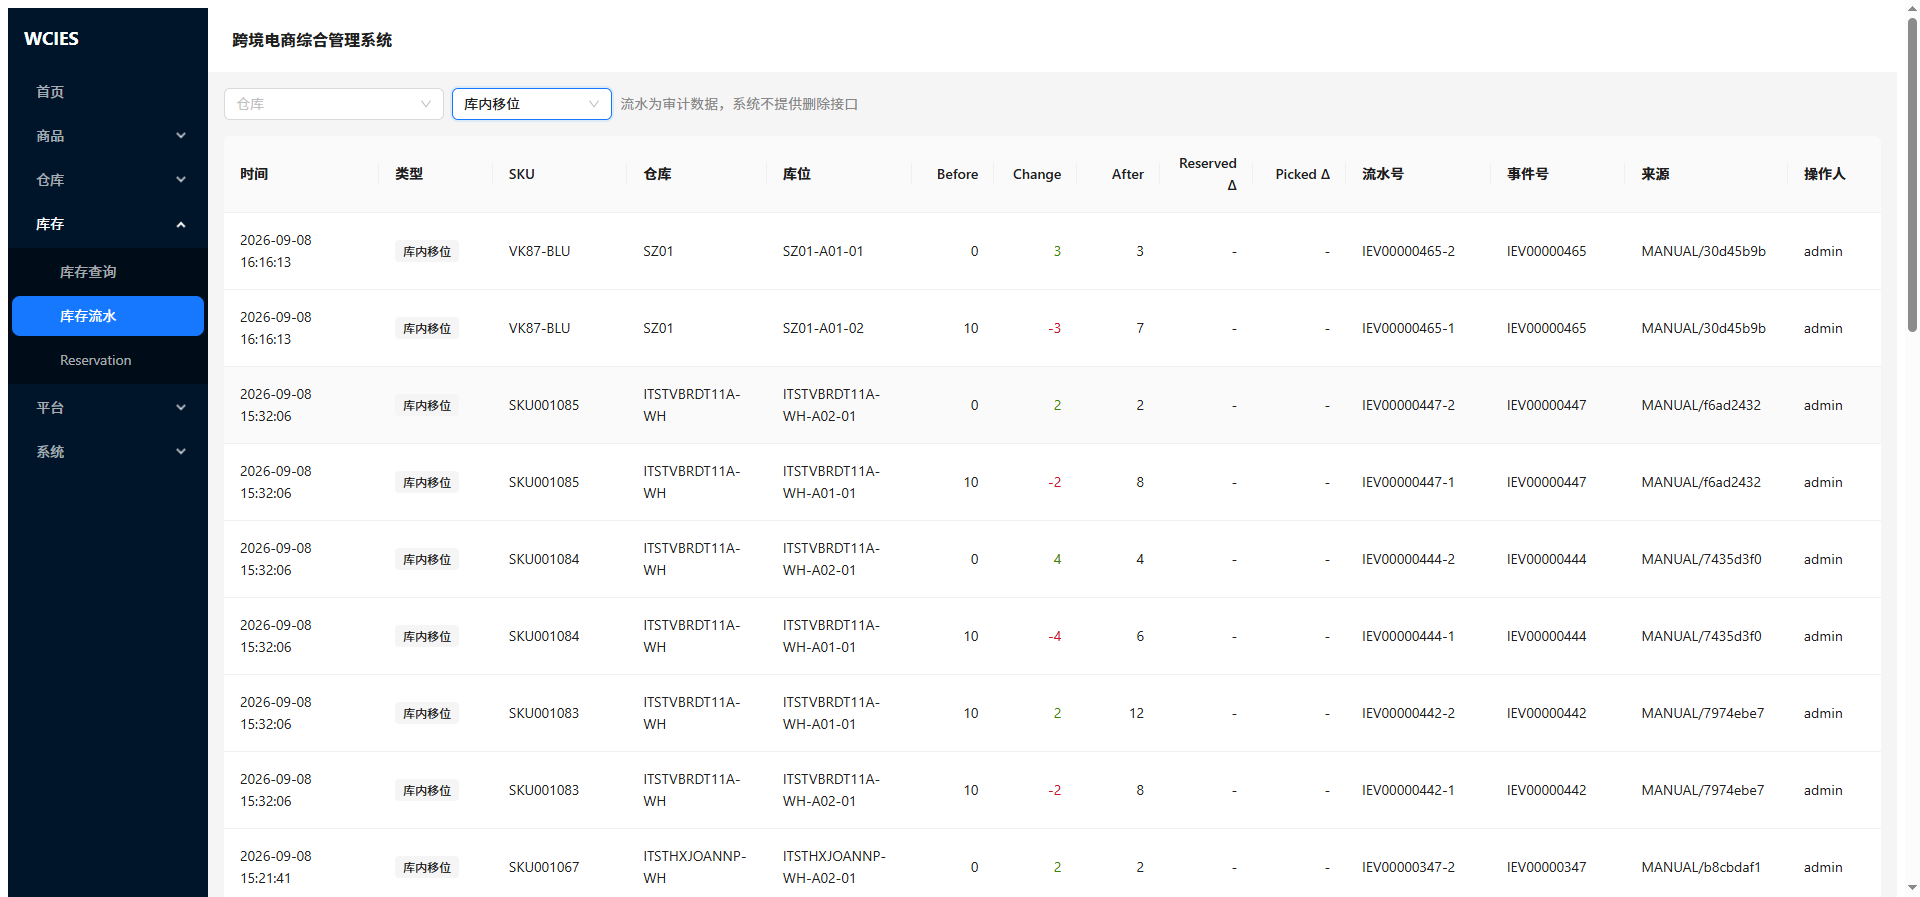 WCIES
跨境电商综合管理系统
首页
商品
仓库
库存
库存查询
库存流水
Reservation
平台
系统
仓库
库内移位
流水为审计数据，系统不提供删除接口
时间 类型 SKU 仓库 库位 Before Change After Reserved Δ Picked Δ 流水号 事件号 来源 操作人
2026-09-08 16:16:13 库内移位 VK87-BLU SZ01 SZ01-A01-01 0 3 3 - - IEV00000465-2 IEV00000465 MANUAL/30d45b9b admin
2026-09-08 16:16:13 库内移位 VK87-BLU SZ01 SZ01-A01-02 10 -3 7 - - IEV00000465-1 IEV00000465 MANUAL/30d45b9b admin
2026-09-08 15:32:06 库内移位 SKU001085 ITSTVBRDT11A-WH ITSTVBRDT11A-WH-A02-01 0 2 2 - - IEV00000447-2 IEV00000447 MANUAL/f6ad2432 admin
2026-09-08 15:32:06 库内移位 SKU001085 ITSTVBRDT11A-WH ITSTVBRDT11A-WH-A01-01 10 -2 8 - - IEV00000447-1 IEV00000447 MANUAL/f6ad2432 admin
2026-09-08 15:32:06 库内移位 SKU001084 ITSTVBRDT11A-WH ITSTVBRDT11A-WH-A02-01 0 4 4 - - IEV00000444-2 IEV00000444 MANUAL/7435d3f0 admin
2026-09-08 15:32:06 库内移位 SKU001084 ITSTVBRDT11A-WH ITSTVBRDT11A-WH-A01-01 10 -4 6 - - IEV00000444-1 IEV00000444 MANUAL/7435d3f0 admin
2026-09-08 15:32:06 库内移位 SKU001083 ITSTVBRDT11A-WH ITSTVBRDT11A-WH-A01-01 10 2 12 - - IEV00000442-2 IEV00000442 MANUAL/7974ebe7 admin
2026-09-08 15:32:06 库内移位 SKU001083 ITSTVBRDT11A-WH ITSTVBRDT11A-WH-A02-01 10 -2 8 - - IEV00000442-1 IEV00000442 MANUAL/7974ebe7 admin
2026-09-08 15:21:41 库内移位 SKU001067 ITSTHXJOANNP-WH ITSTHXJOANNP-WH-A02-01 0 2 2 - - IEV00000347-2 IEV00000347 MANUAL/b8cbdaf1 admin